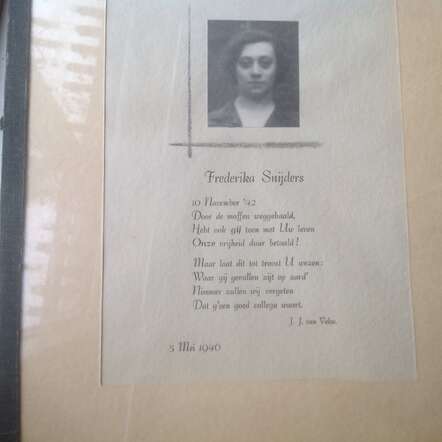 Frederika Snijders
10 November '42
Door de moffen weggehaald,
Hebt ook gij toen met Uw leven
Onze vrijheid duur betaald!
Maar laat dit tot troost U wezen:
Waar gij gevallen zijt op aard'
Nimmer zullen wij vergeten
Dat g'een goed collega waart.
J. J. van Velse.
5 Mei 1946